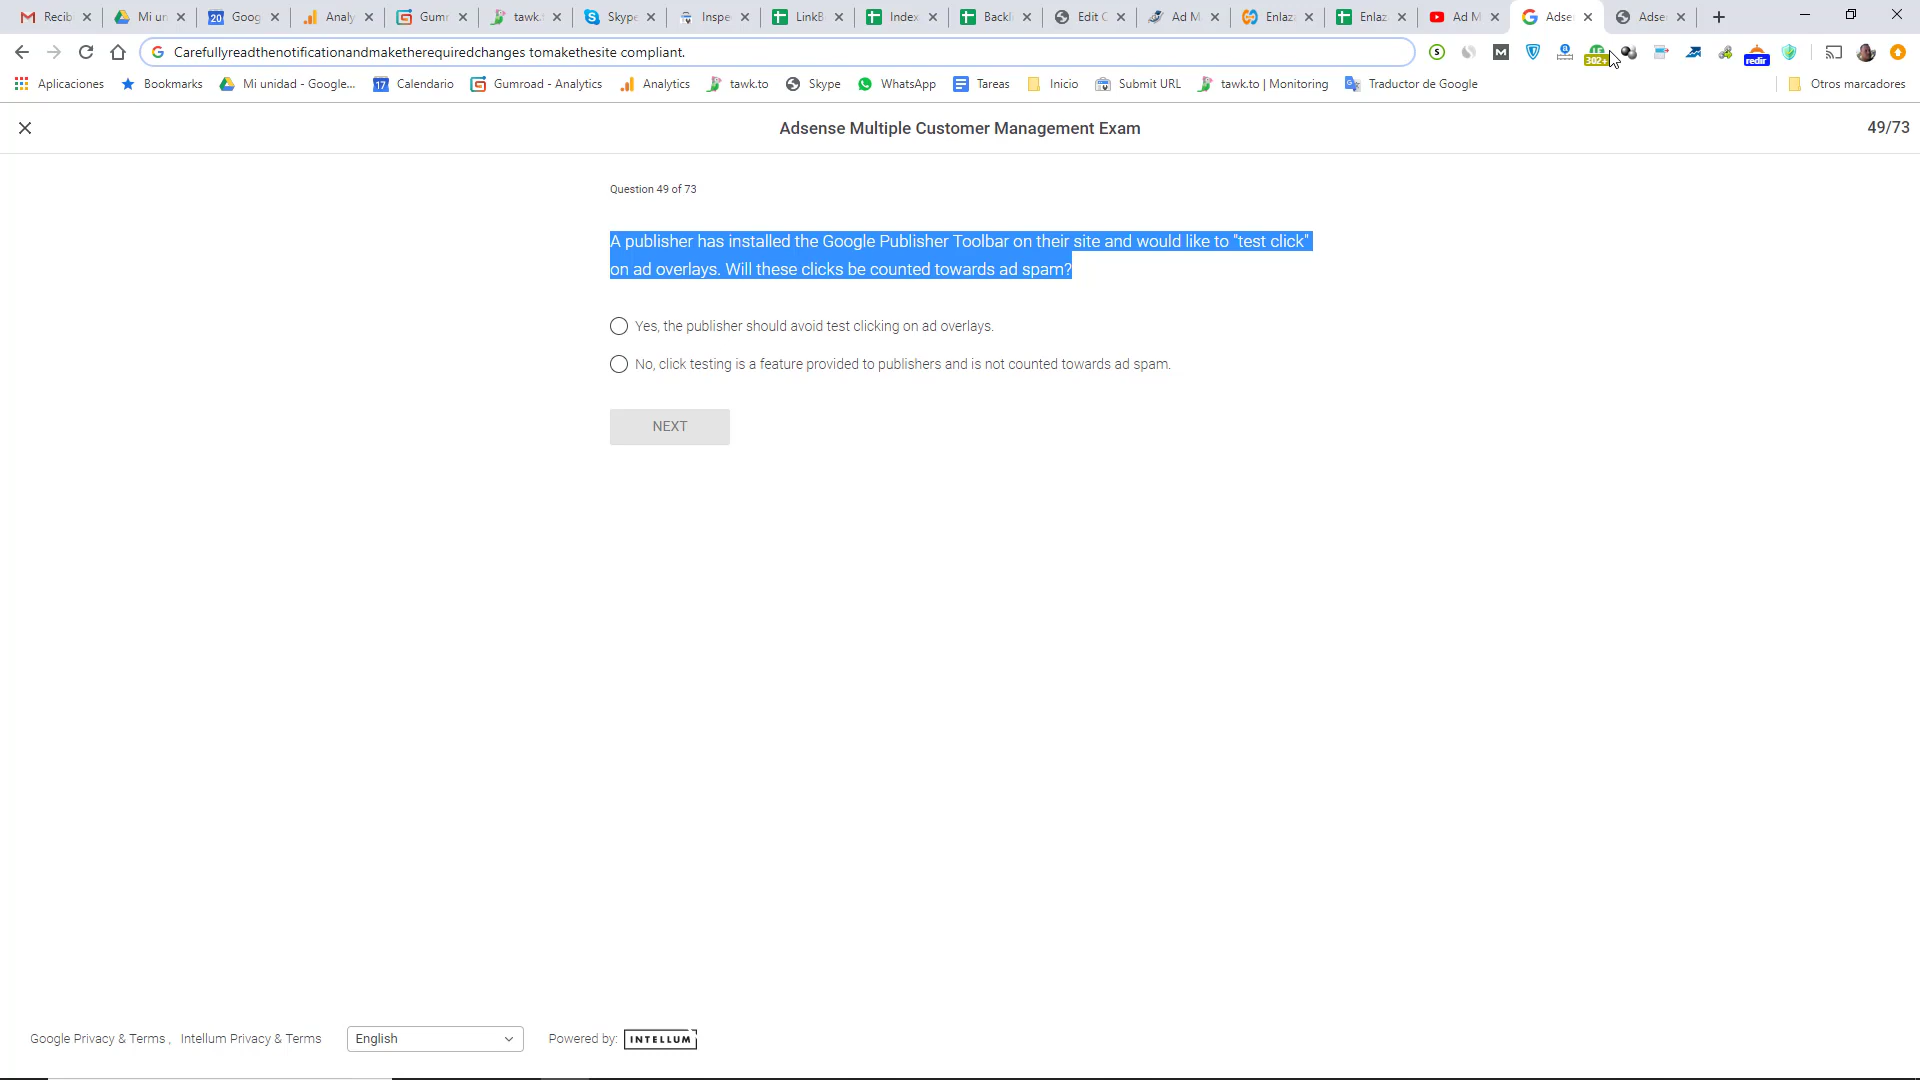 Recib
Mi uni
20 Goog
Analy
Gumr
tawk.
Skype
Inspe
LinkB
Index
Backl
Edit C
Ad M
Enlaz
Enlaz
Ad M
Adse
Adse
Carefullyreadthenotificationandmaketherequiredchanges tomakethesite compliant.
302+
redir
Aplicaciones
Bookmarks
Mi unidad - Google...
17 Calendario
Gumroad - Analytics
Analytics
tawk.to
Skype
WhatsApp
Tareas
Inicio
Submit URL
tawk.to | Monitoring
Traductor de Google
Otros marcadores
Adsense Multiple Customer Management Exam
49/73
Question 49 of 73
A publisher has installed the Google Publisher Toolbar on their site and would like to "test click"
on ad overlays. Will these clicks be counted towards ad spam?
Yes, the publisher should avoid test clicking on ad overlays.
No, click testing is a feature provided to publishers and is not counted towards ad spam.
NEXT
Google Privacy & Terms , Intellum Privacy & Terms
English
Powered by: INTELLUM